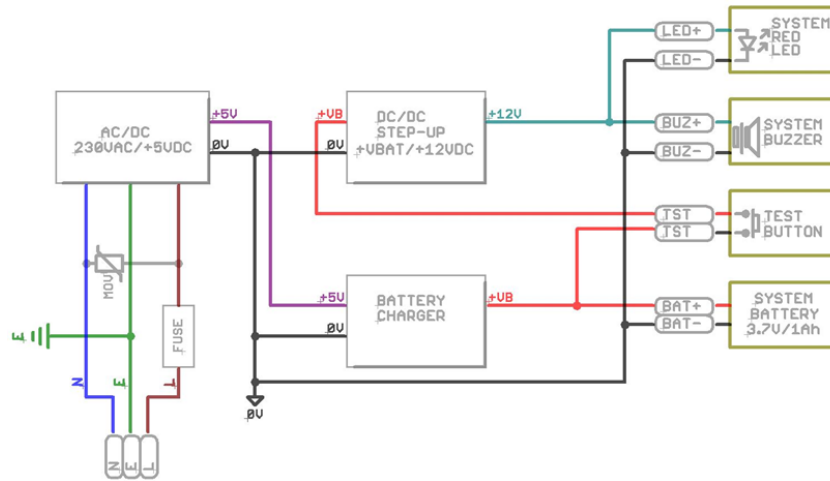 LED+
SYSTEM
RED
LED
LED-
AC/DC
230VAC/+5VDC
+5V
0V
+VB
0V
DC/DC
STEP-UP
+VBAT/+12VDC
+12V
BUZ+
SYSTEM
BUZZER
BUZ-
TST
TEST
BUTTON
TST
MOV
FUSE
+5V
0V
BATTERY
CHARGER
+VB
BAT+
SYSTEM
BATTERY
3.7V/1Ah
BAT-
E
N
E
L
0V
N
E
L